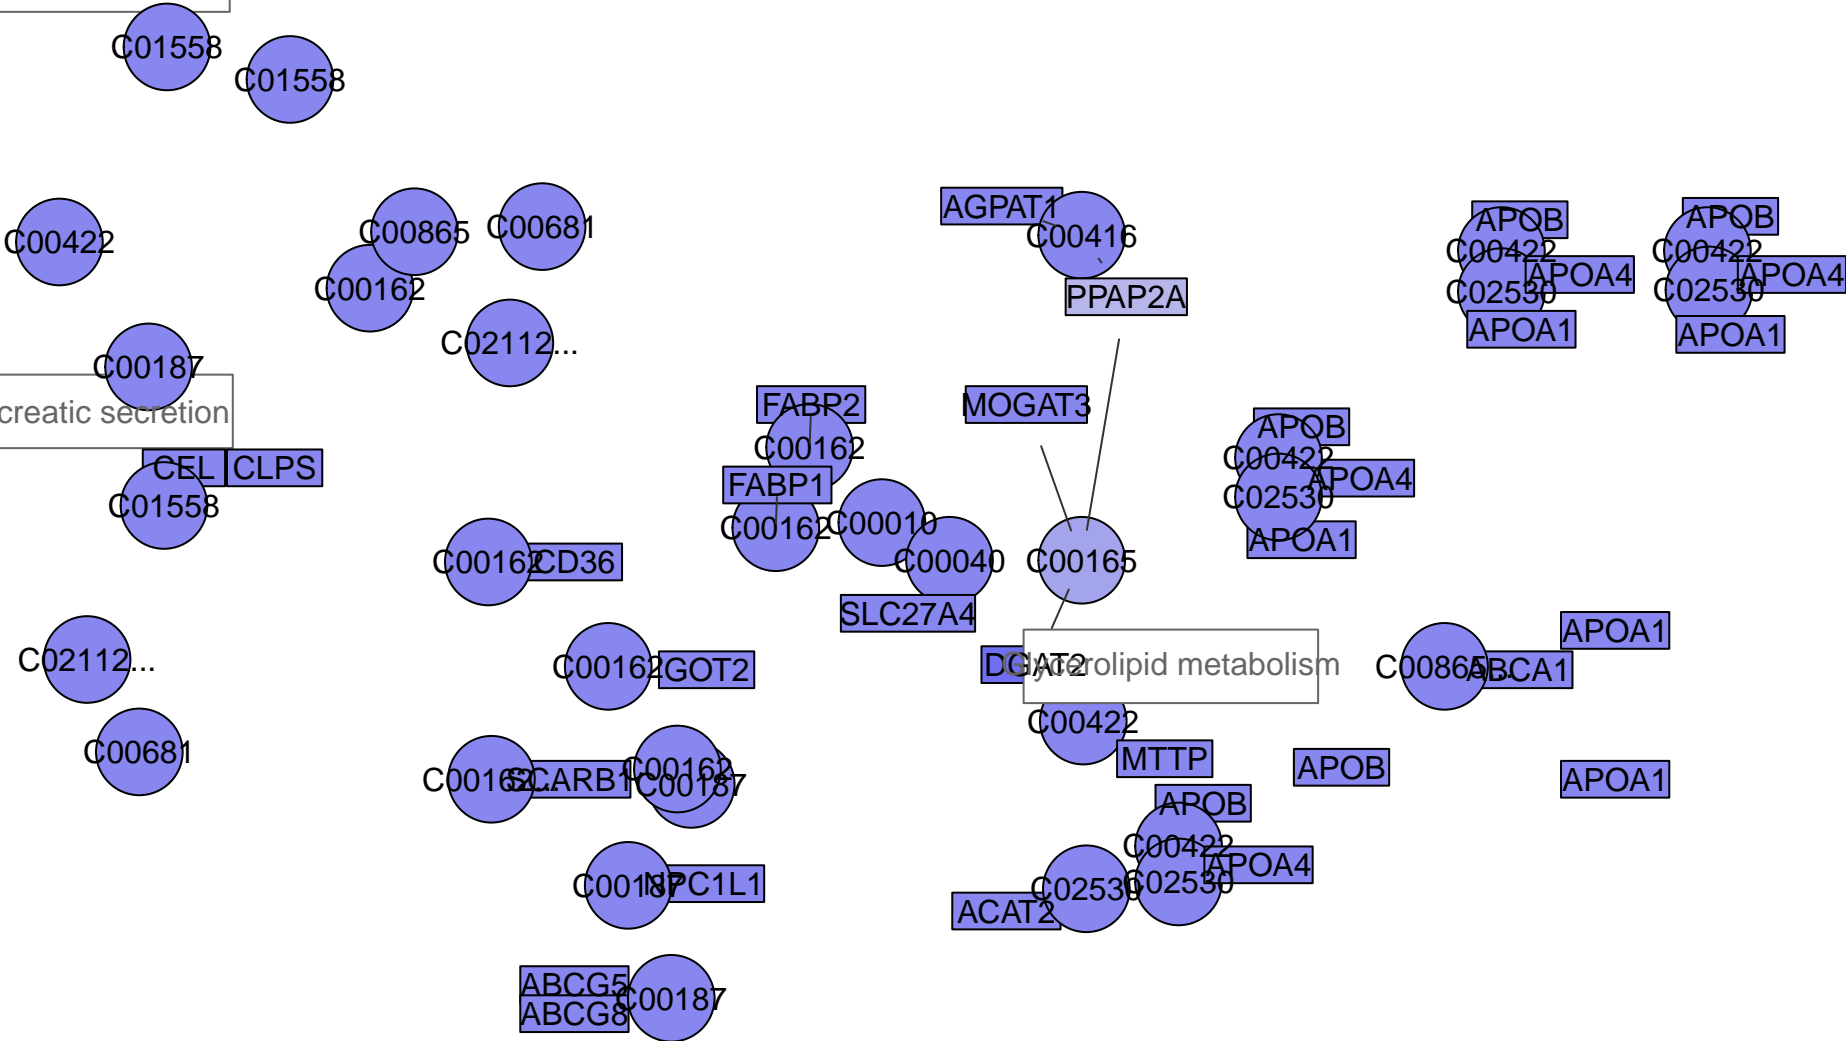 C01558
C01558
C00422
C00865
C00681
C00162
C02112...
C00187
creatic secretion
CEL
CLPS
C01558
C02112...
C00681
AGPAT1
C00416
PPAP2A
APOB
C00422
APOA4
C02530
APOA1
APOB
C00422
APOA4
C02530
APOA1
FABP2
C00162
FABP1
C00162
C00010
C00040
SLC27A4
MOGAT3
C00165
APOB
C00422
APOA4
C02530
APOA1
C00162
CD36
C00162
GOT2
C00162...
SCARB1
C00162
C00187
C00187
NPC1L1
ABCG5
ABCG8
C00187
DGAT2
Glycerolipid metabolism
C00422
MTTP
APOB
APOB
C00422
APOA4
C02530
C02530
ACAT2
APOA1
C00865...
ABCA1
APOA1